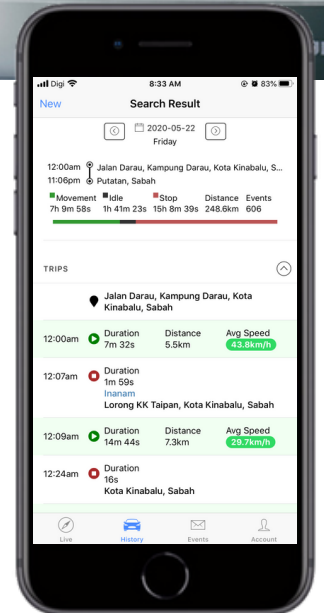 Digi 8:33 AM 83%
New Search Result
2020-05-22
Friday
12:00am Jalan Darau, Kampung Darau, Kota Kinabalu, S...
11:06pm Putatan, Sabah
Movement Idle Stop Distance Events
7h 9m 58s 1h 41m 23s 15h 8m 39s 248.6km 606
TRIPS
Jalan Darau, Kampung Darau, Kota
Kinabalu, Sabah
Duration Distance Avg Speed
12:00am 7m 32s 5.5km 43.8km/h
12:07am Duration
1m 59s
Inanam
Lorong KK Taipan, Kota Kinabalu, Sabah
Duration Distance Avg Speed
12:09am 14m 44s 7.3km 29.7km/h
12:24am Duration
16s
Kota Kinabalu, Sabah
Live History Events Account